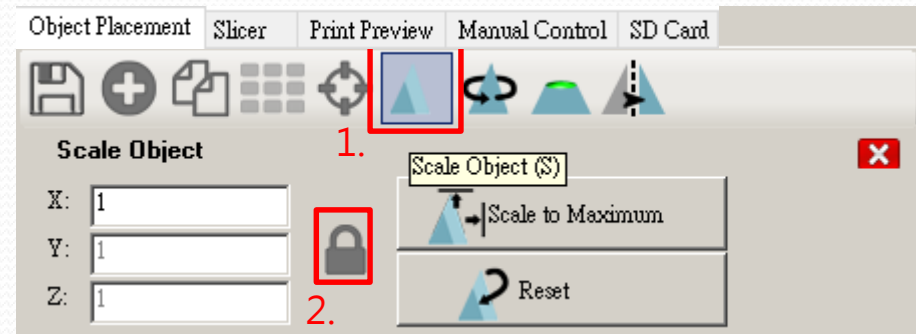 Object Placement Slicer Print Preview Manual Control SD Card
Scale Object
1.
Scale Object (S)
X: 1
Scale to Maximum
Y: 1
Z: 1
Reset
2.